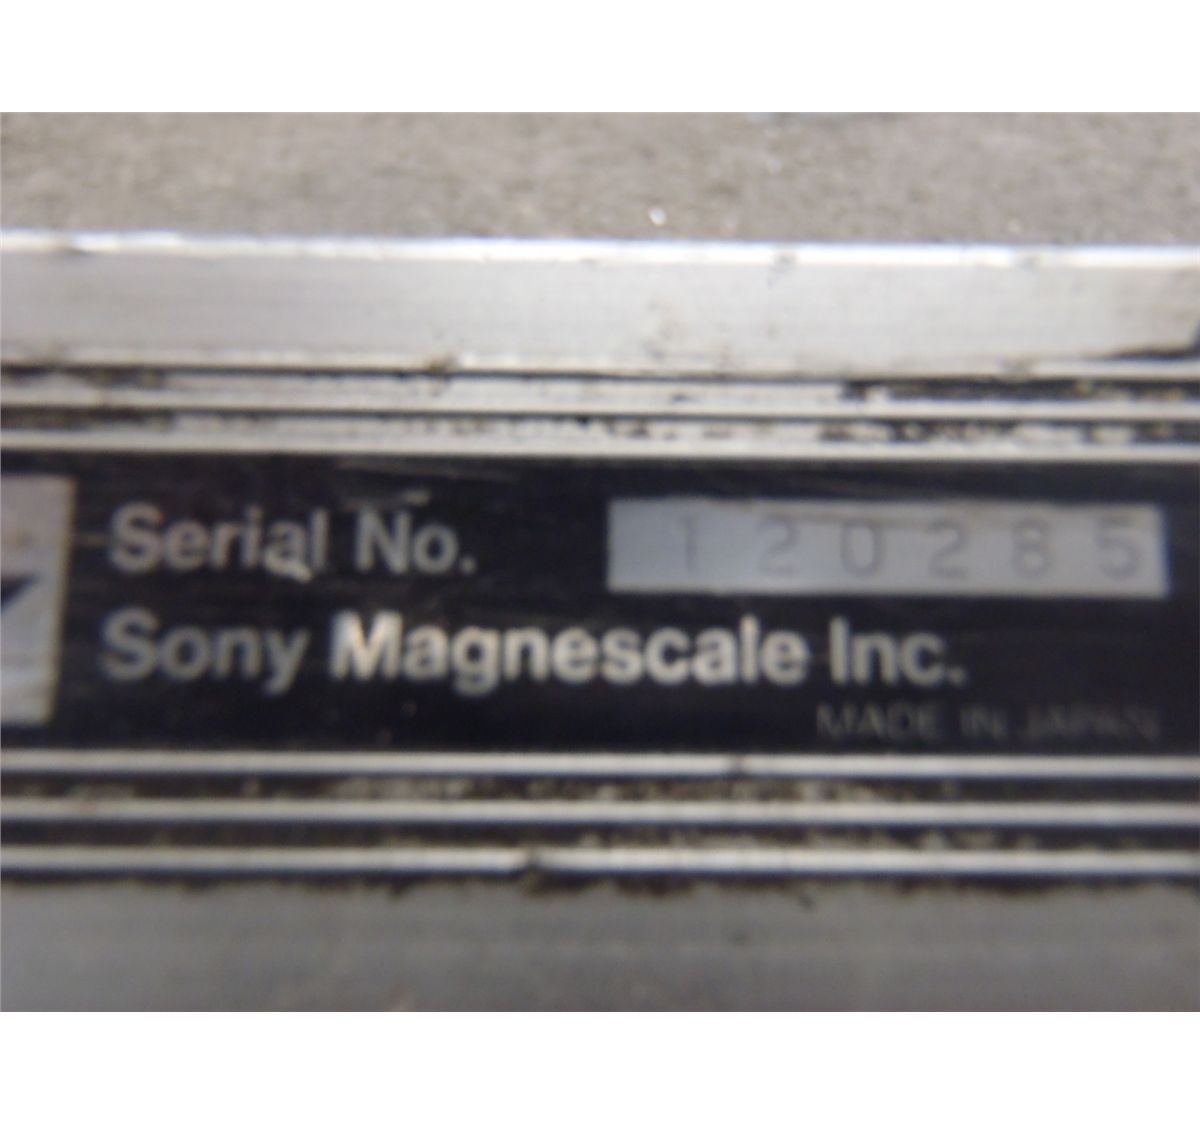 Serial No. 120285
Sony Magnescale Inc.
MADE IN JAPAN